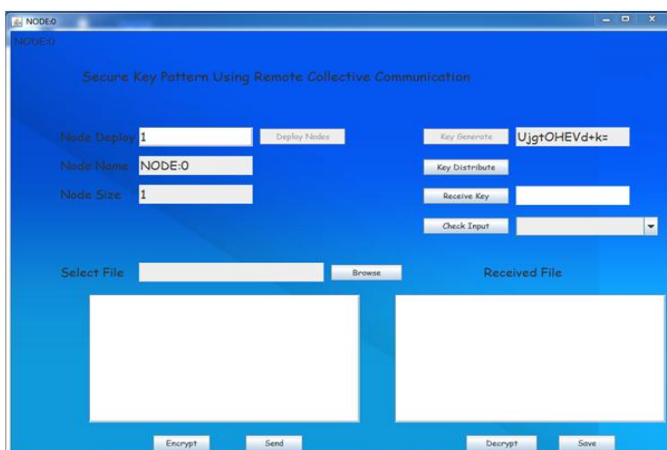 NODE:0
NODE:0
Secure Key Pattern Using Remote Collective Communication
Node Deploy 1 Deploy Nodes Key Generate UjgtOHEVd+k=
Node Name NODE:0 Key Distribute
Node Size 1 Receive Key
Check Input
Select File Browse Received File
Encrypt Send Decrypt Save